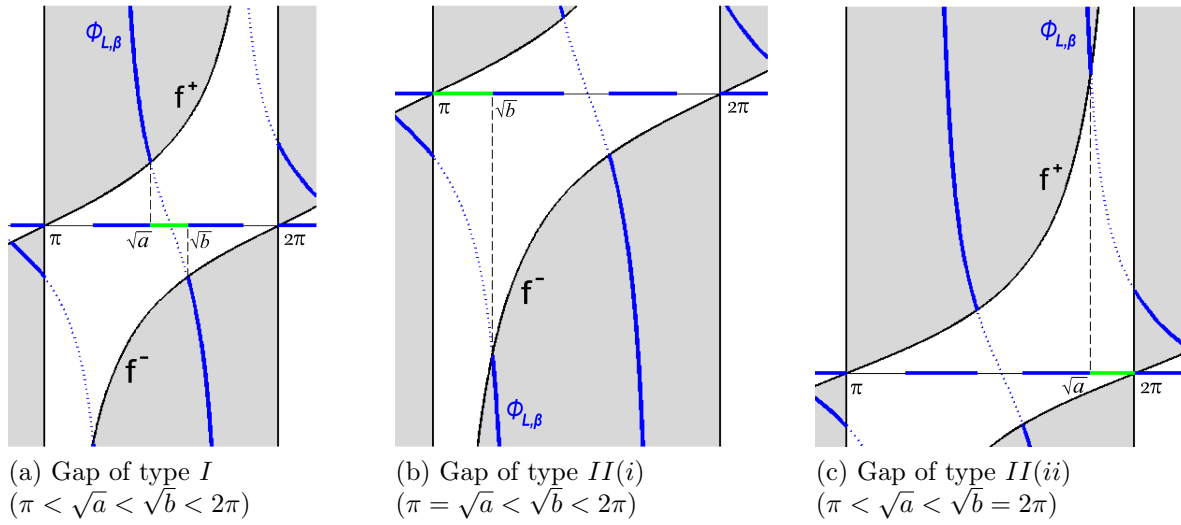 ϕ_{L,β}
f⁺
π
√a
√b
2π
f⁻
(a) Gap of type I
(π < √a < √b < 2π)
π
√b
2π
f⁻
ϕ_{L,β}
(b) Gap of type II(i)
(π = √a < √b < 2π)
ϕ_{L,β}
f⁺
π
√a
2π
(c) Gap of type II(ii)
(π < √a < √b = 2π)